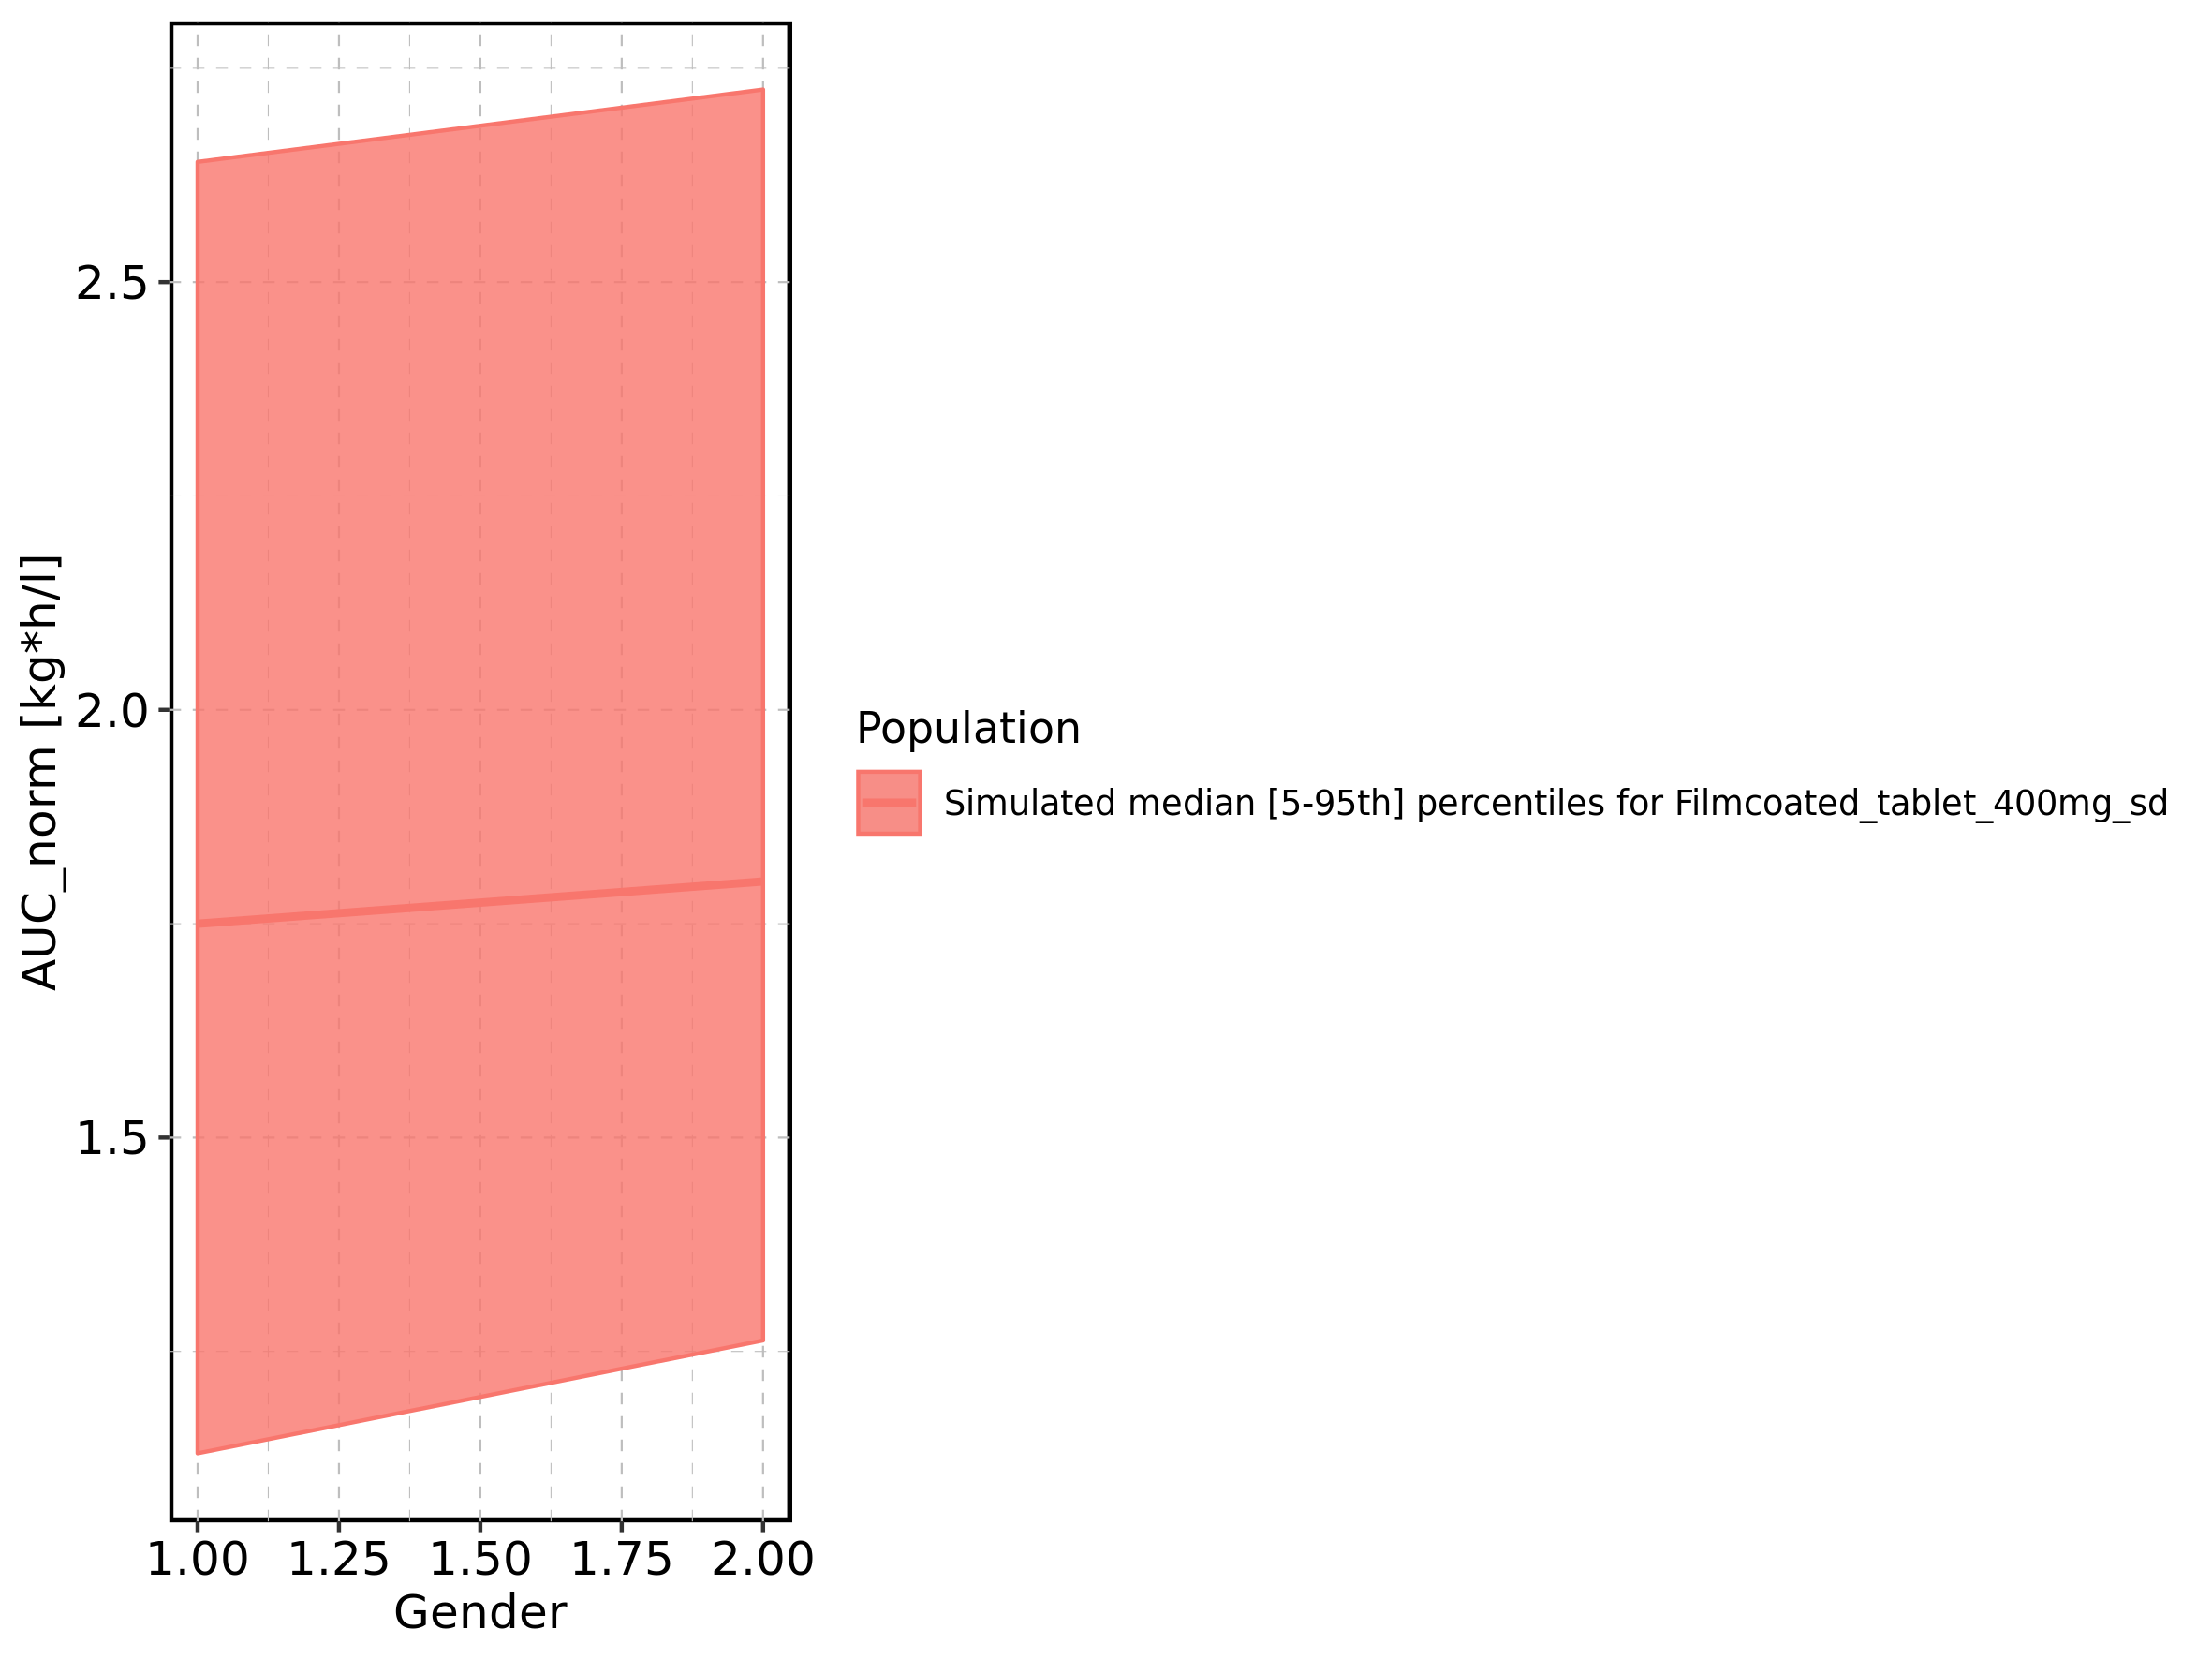 AUC_norm [kg*h/l]
2.5
2.0
1.5
1.00 1.25 1.50 1.75 2.00
Gender
Population
Simulated median [5-95th] percentiles for Filmcoated_tablet_400mg_sd